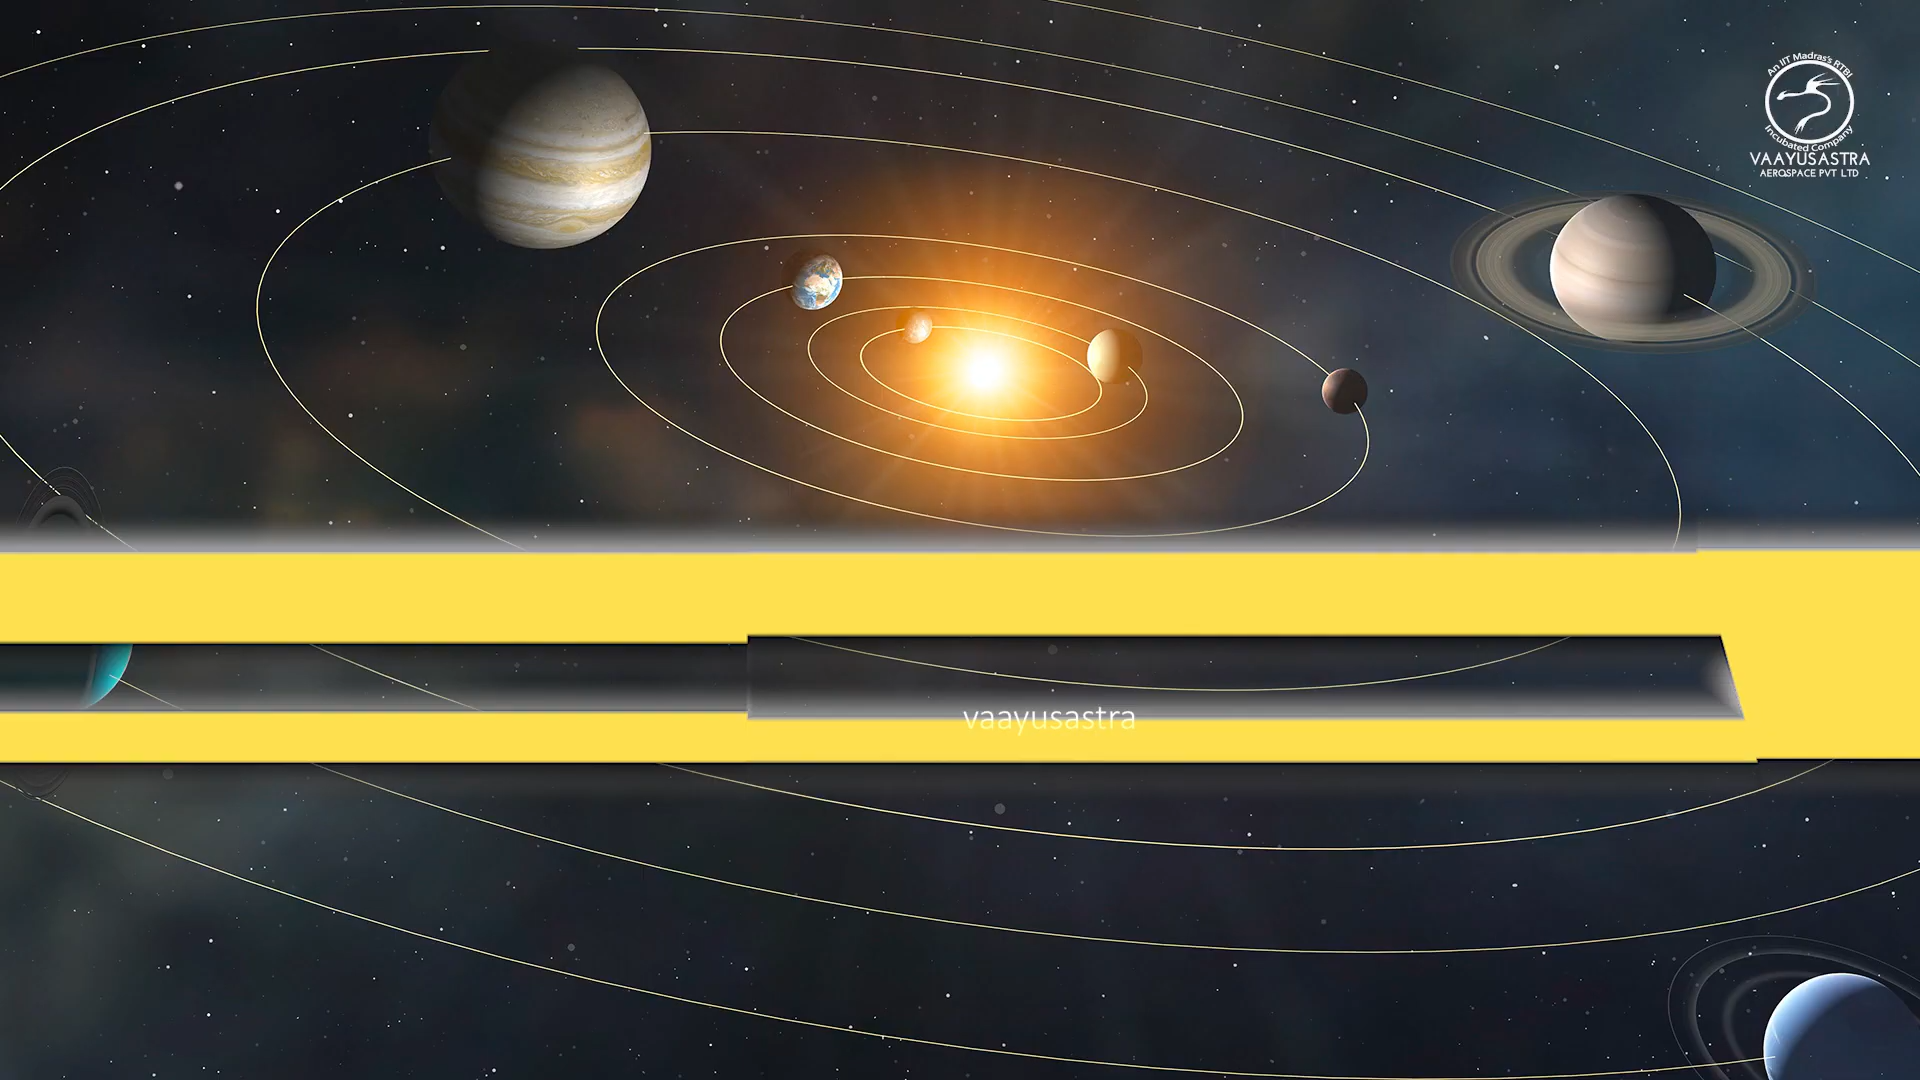 An IIT Madras's RTBI
Incubated Company
VAAYUSASTRA
AEROSPACE PVT LTD
vaayusastra